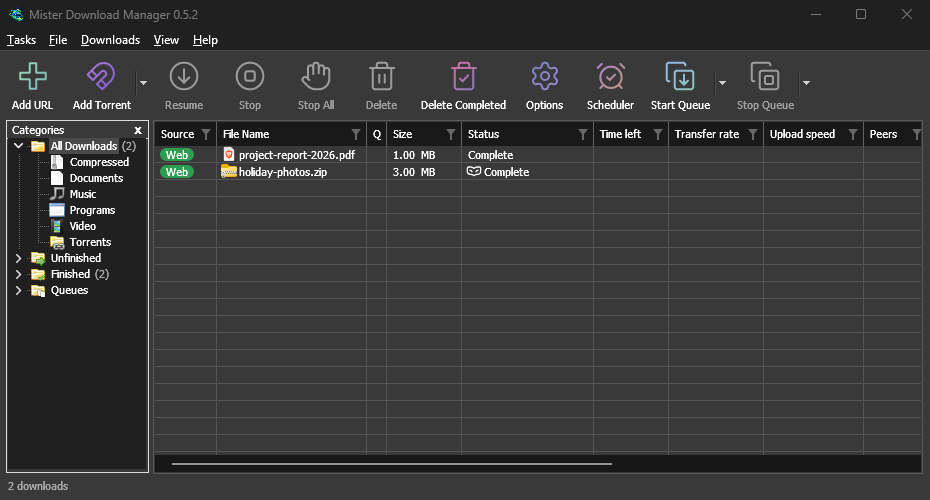 Mister Download Manager 0.5.2
Tasks File Downloads View Help
Add URL Add Torrent Resume Stop Stop All Delete Delete Completed Options Scheduler Start Queue Stop Queue
Categories x
All Downloads (2)
Compressed
Documents
Music
Programs
Video
Torrents
Unfinished
Finished (2)
Queues
Source File Name Q Size Status Time left Transfer rate Upload speed Peers
Web project-report-2026.pdf 1.00 MB Complete
Web holiday-photos.zip 3.00 MB Complete
2 downloads